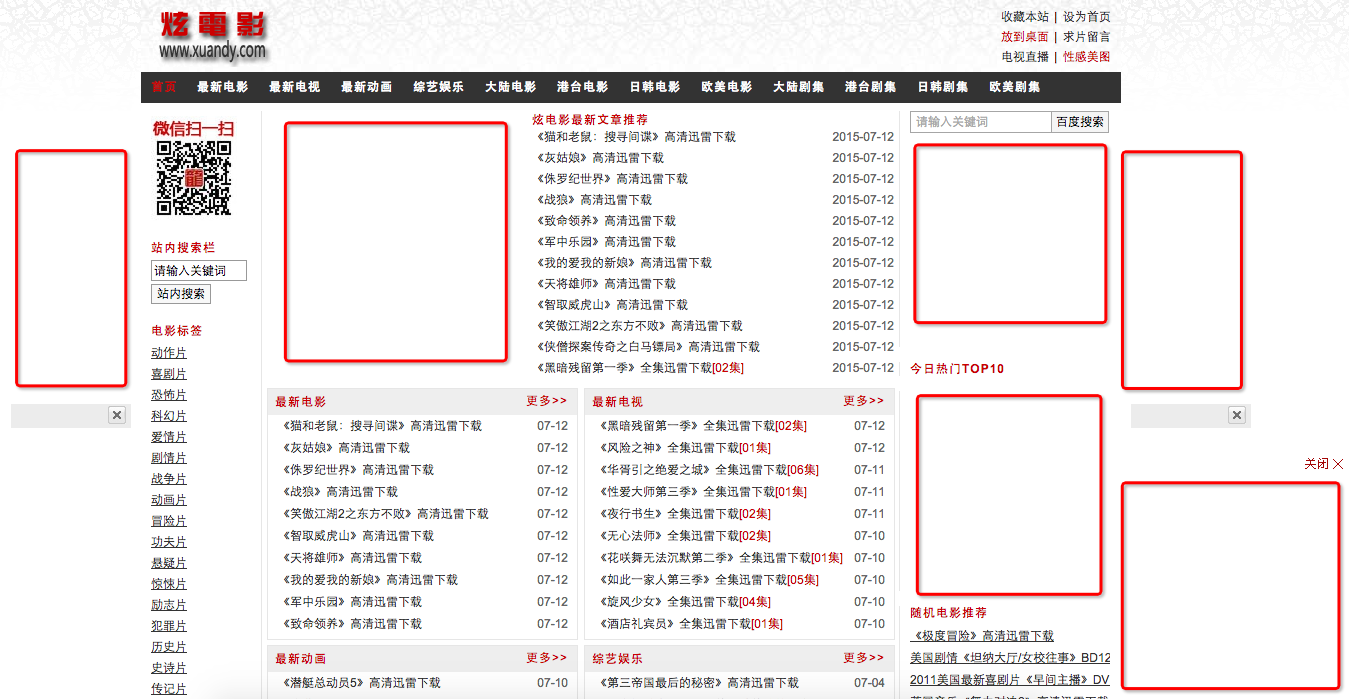 炫電影
www.xuandy.com
收藏本站 | 设为首页
放到桌面 | 求片留言
电视直播 | 性感美图
首页 最新电影 最新电视 最新动画 综艺娱乐 大陆电影 港台电影 日韩电影 欧美电影 大陆剧集 港台剧集 日韩剧集 欧美剧集
微信扫一扫
站内搜索栏
请输入关键词
站内搜索
电影标签
动作片
喜剧片
恐怖片
科幻片
爱情片
剧情片
战争片
动画片
冒险片
功夫片
悬疑片
惊悚片
励志片
犯罪片
历史片
史诗片
传记片
炫电影最新文章推荐
《猫和老鼠：搜寻间谍》高清迅雷下载 2015-07-12
《灰姑娘》高清迅雷下载 2015-07-12
《侏罗纪世界》高清迅雷下载 2015-07-12
《战狼》高清迅雷下载 2015-07-12
《致命领养》高清迅雷下载 2015-07-12
《军中乐园》高清迅雷下载 2015-07-12
《我的爱我的新娘》高清迅雷下载 2015-07-12
《天将雄师》高清迅雷下载 2015-07-12
《智取威虎山》高清迅雷下载 2015-07-12
《笑傲江湖2之东方不败》高清迅雷下载 2015-07-12
《侠僧探案传奇之白马镖局》高清迅雷下载 2015-07-12
《黑暗残留第一季》全集迅雷下载[02集] 2015-07-12
最新电影 更多>>
《猫和老鼠：搜寻间谍》高清迅雷下载 07-12
《灰姑娘》高清迅雷下载 07-12
《侏罗纪世界》高清迅雷下载 07-12
《战狼》高清迅雷下载 07-12
《笑傲江湖2之东方不败》高清迅雷下载 07-12
《智取威虎山》高清迅雷下载 07-12
《天将雄师》高清迅雷下载 07-12
《我的爱我的新娘》高清迅雷下载 07-12
《军中乐园》高清迅雷下载 07-12
《致命领养》高清迅雷下载 07-12
最新电视 更多>>
《黑暗残留第一季》全集迅雷下载[02集] 07-12
《风险之神》全集迅雷下载[01集] 07-12
《华胥引之绝爱之城》全集迅雷下载[06集] 07-11
《性爱大师第三季》全集迅雷下载[01集] 07-11
《夜行书生》全集迅雷下载[02集] 07-11
《无心法师》全集迅雷下载[02集] 07-10
《花咲舞无法沉默第二季》全集迅雷下载[01集] 07-10
《如此一家人第三季》全集迅雷下载[05集] 07-10
《旋风少女》全集迅雷下载[04集] 07-10
《酒店礼宾员》全集迅雷下载[01集] 07-10
最新动画 更多>>
《潜艇总动员5》高清迅雷下载 07-10
综艺娱乐 更多>>
《第三帝国最后的秘密》高清迅雷下载 07-04
请输入关键词 百度搜索
今日热门TOP10
随机电影推荐
《极度冒险》高清迅雷下载
美国剧情《坦纳大厅/女校往事》BD12
2011美国最新喜剧片《早间主播》DV
关闭